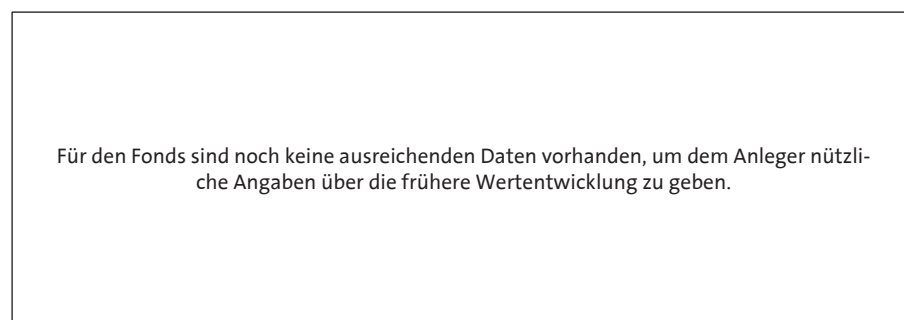 Für den Fonds sind noch keine ausreichenden Daten vorhanden, um dem Anleger nützli-
che Angaben über die frühere Wertentwicklung zu geben.